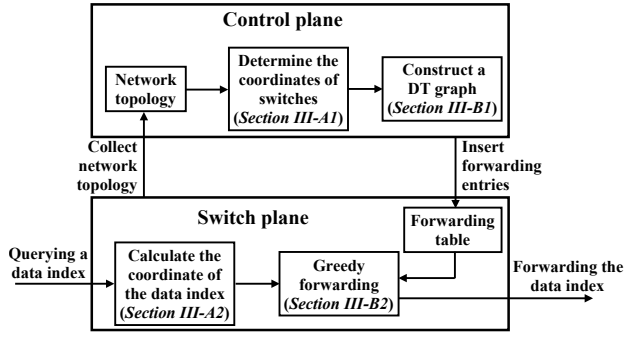 Control plane
Network
topology
Determine the
coordinates of
switches
(Section III-A1)
Construct a
DT graph
(Section III-B1)
Collect
network
topology
Insert
forwarding
entries
Switch plane
Forwarding
table
Querying a
data index
Calculate the
coordinate of
the data index
(Section III-A2)
Greedy
forwarding
(Section III-B2)
Forwarding the
data index